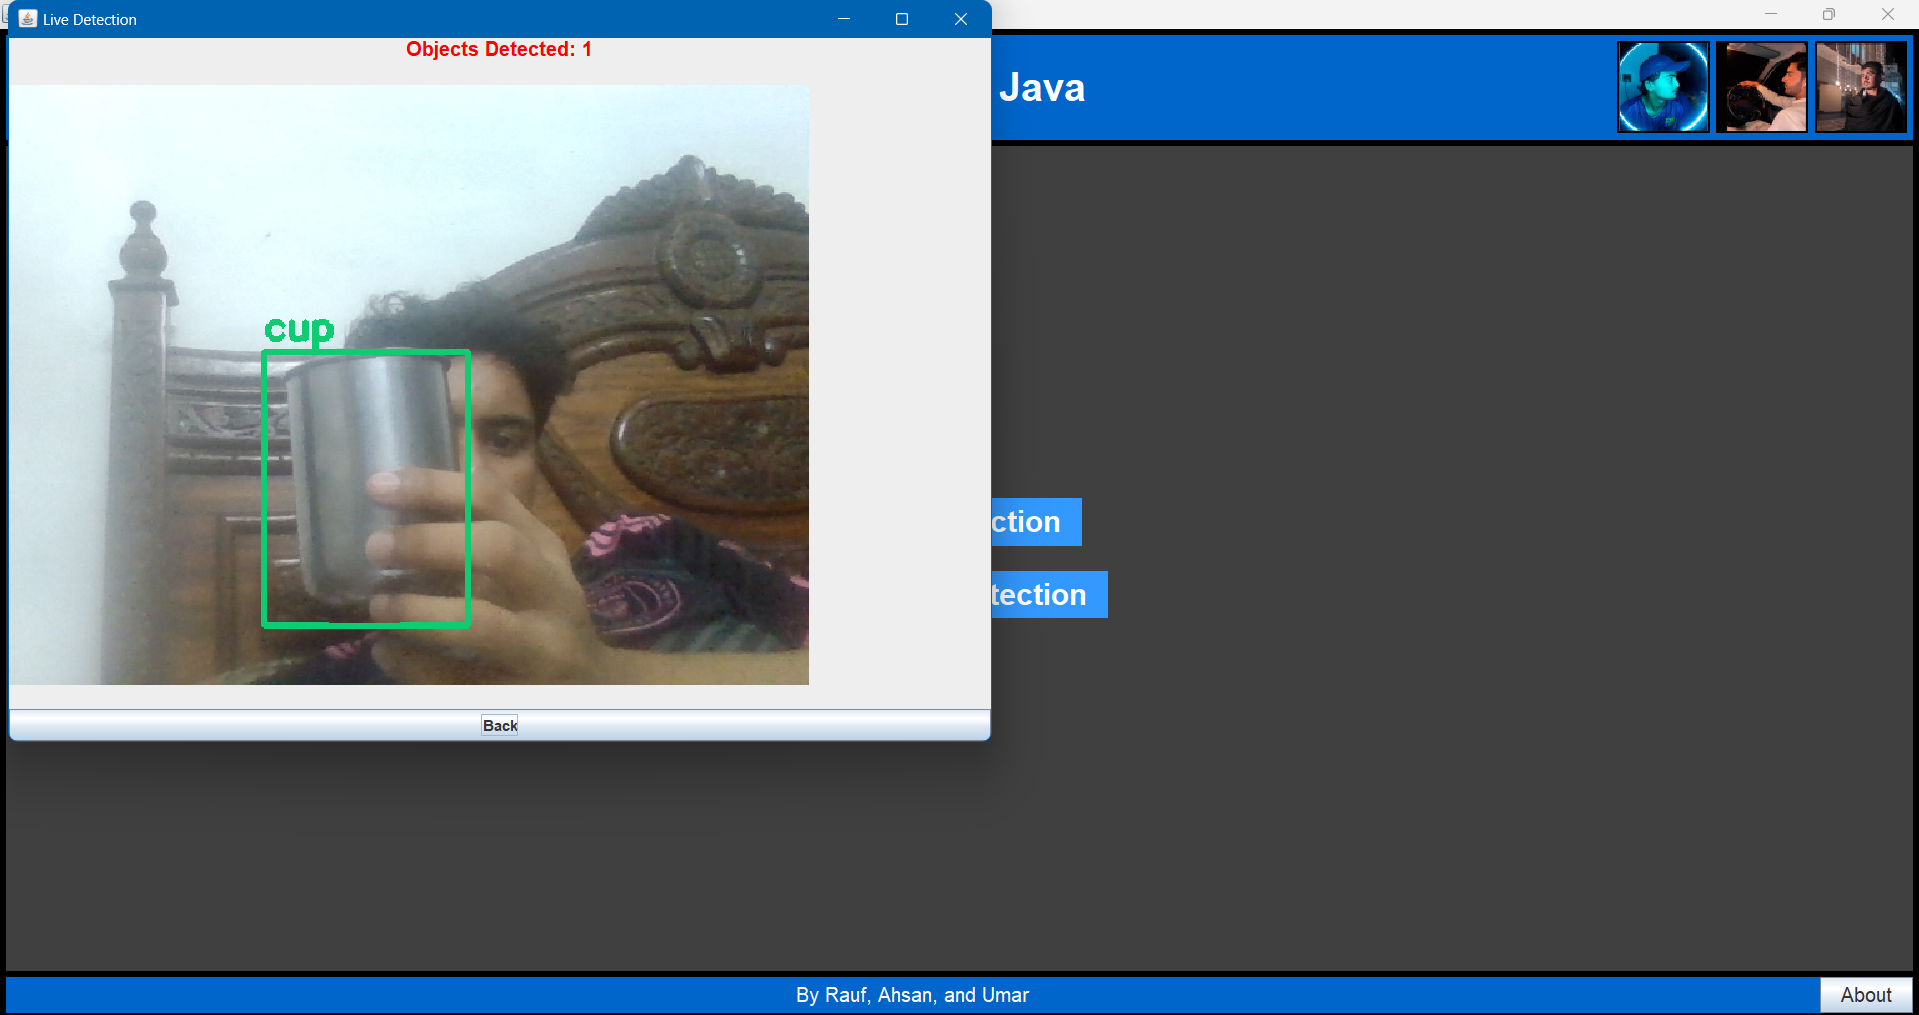 Live Detection
Objects Detected: 1
Java
cup
ction
tection
Back
By Rauf, Ahsan, and Umar
About